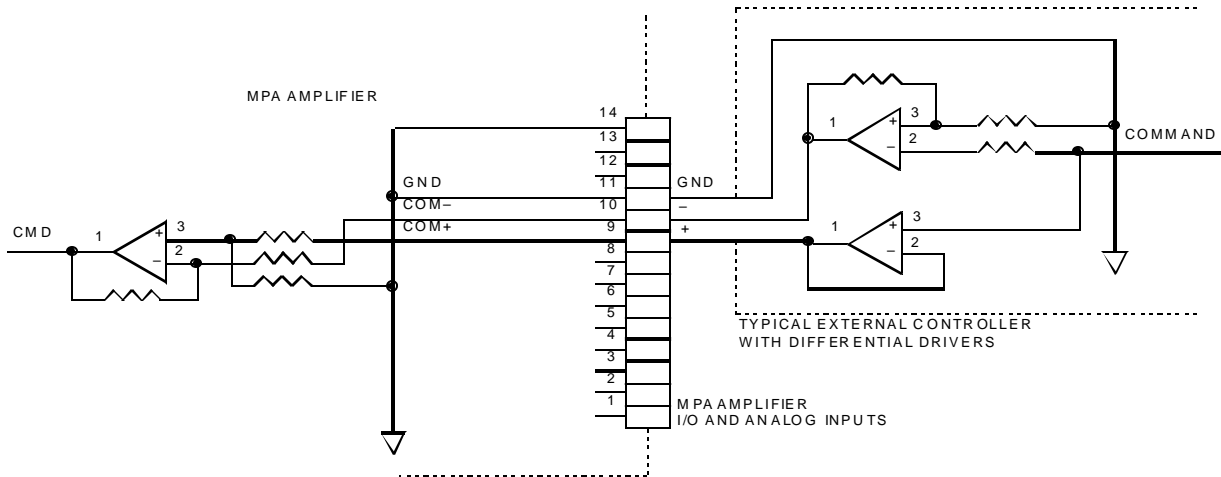 MPA AMPLIFIER
14
13
12
11
10
9
8
7
6
5
4
3
2
1
GND
COM–
COM+
GND
–
+
CMD
1
3
2
+
–
1
3
2
+
–
COMMAND
1
3
2
+
–
TYPICAL EXTERNAL CONTROLLER
WITH DIFFERENTIAL DRIVERS
MPA AMPLIFIER
I/O AND ANALOG INPUTS